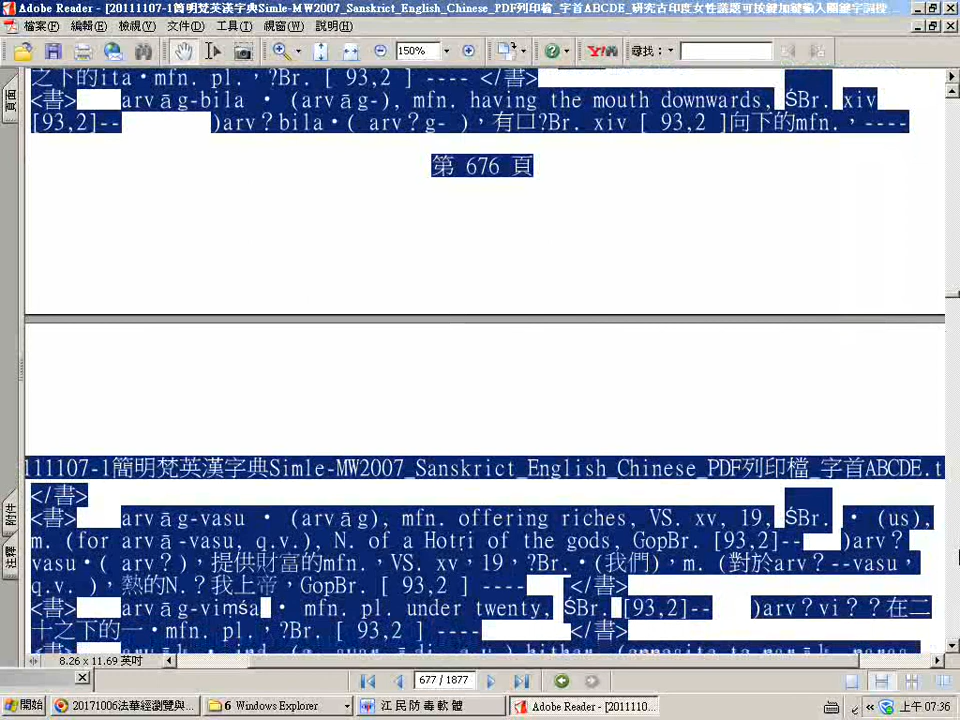 Adobe Reader - [20111107-1簡明梵英漢字典Simle-MW2007_Sanskrict_English_Chinese_PDF列印檔_字首ABCDE_研究古印度女性議題可按鍵加鍵輸入關鍵字詞搜
檔案(F) 編輯(E) 檢視(V) 文件(D) 工具(T) 視窗(W) 說明(H)
150% 尋找：
頁面
之下的ita‧mfn. pl.，?Br. [ 93,2 ] ---- </書>
<書> arvāg-bila ‧ (arvāg-), mfn. having the mouth downwards, ŚBr. xiv
[93,2]-- )arv？bila‧( arv？g- )，有口?Br. xiv [ 93,2 ]向下的mfn.，----
第 676 頁
111107-1簡明梵英漢字典Simle-MW2007_Sanskrict_English_Chinese_PDF列印檔_字首ABCDE.t
</書>
<書> arvāg-vasu ‧ (arvāg), mfn. offering riches, VS. xv, 19, ŚBr. ‧ (us),
m. (for arvā-vasu, q.v.), N. of a Hotri of the gods, GopBr. [93,2]-- )arv？
vasu‧( arv？)，提供財富的mfn.，VS. xv，19，?Br.‧(我們)，m. (對於arv？--vasu，
q.v. )，熱的N.？我上帝，GopBr. [ 93,2 ] ---- </書>
<書> arvāg-vimśa ‧ mfn. pl. under twenty, ŚBr. [93,2]-- )arv？vi？？在二
十之下的一‧mfn. pl.，?Br. [ 93,2 ] ---- </書>
附件
注釋
8.26 x 11.69 英吋
677 / 1877
開始 20171006法華經瀏覽與... 6 Windows Explorer 江民防毒軟體 Adobe Reader - [2011110... 上午 07:36